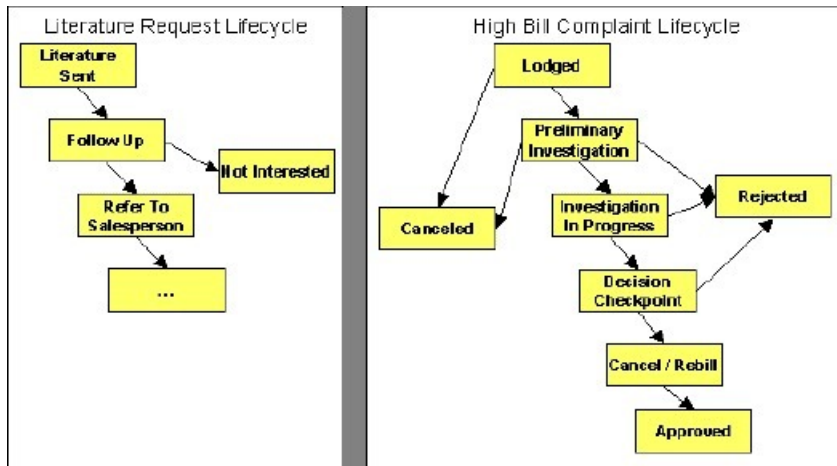 Literature Request Lifecycle
Literature
Sent
Follow Up
Not Interested
Refer To
Salesperson
...
High Bill Complaint Lifecycle
Lodged
Preliminary
Investigation
Canceled
Investigation
In Progress
Rejected
Decision
Checkpoint
Cancel / Rebill
Approved